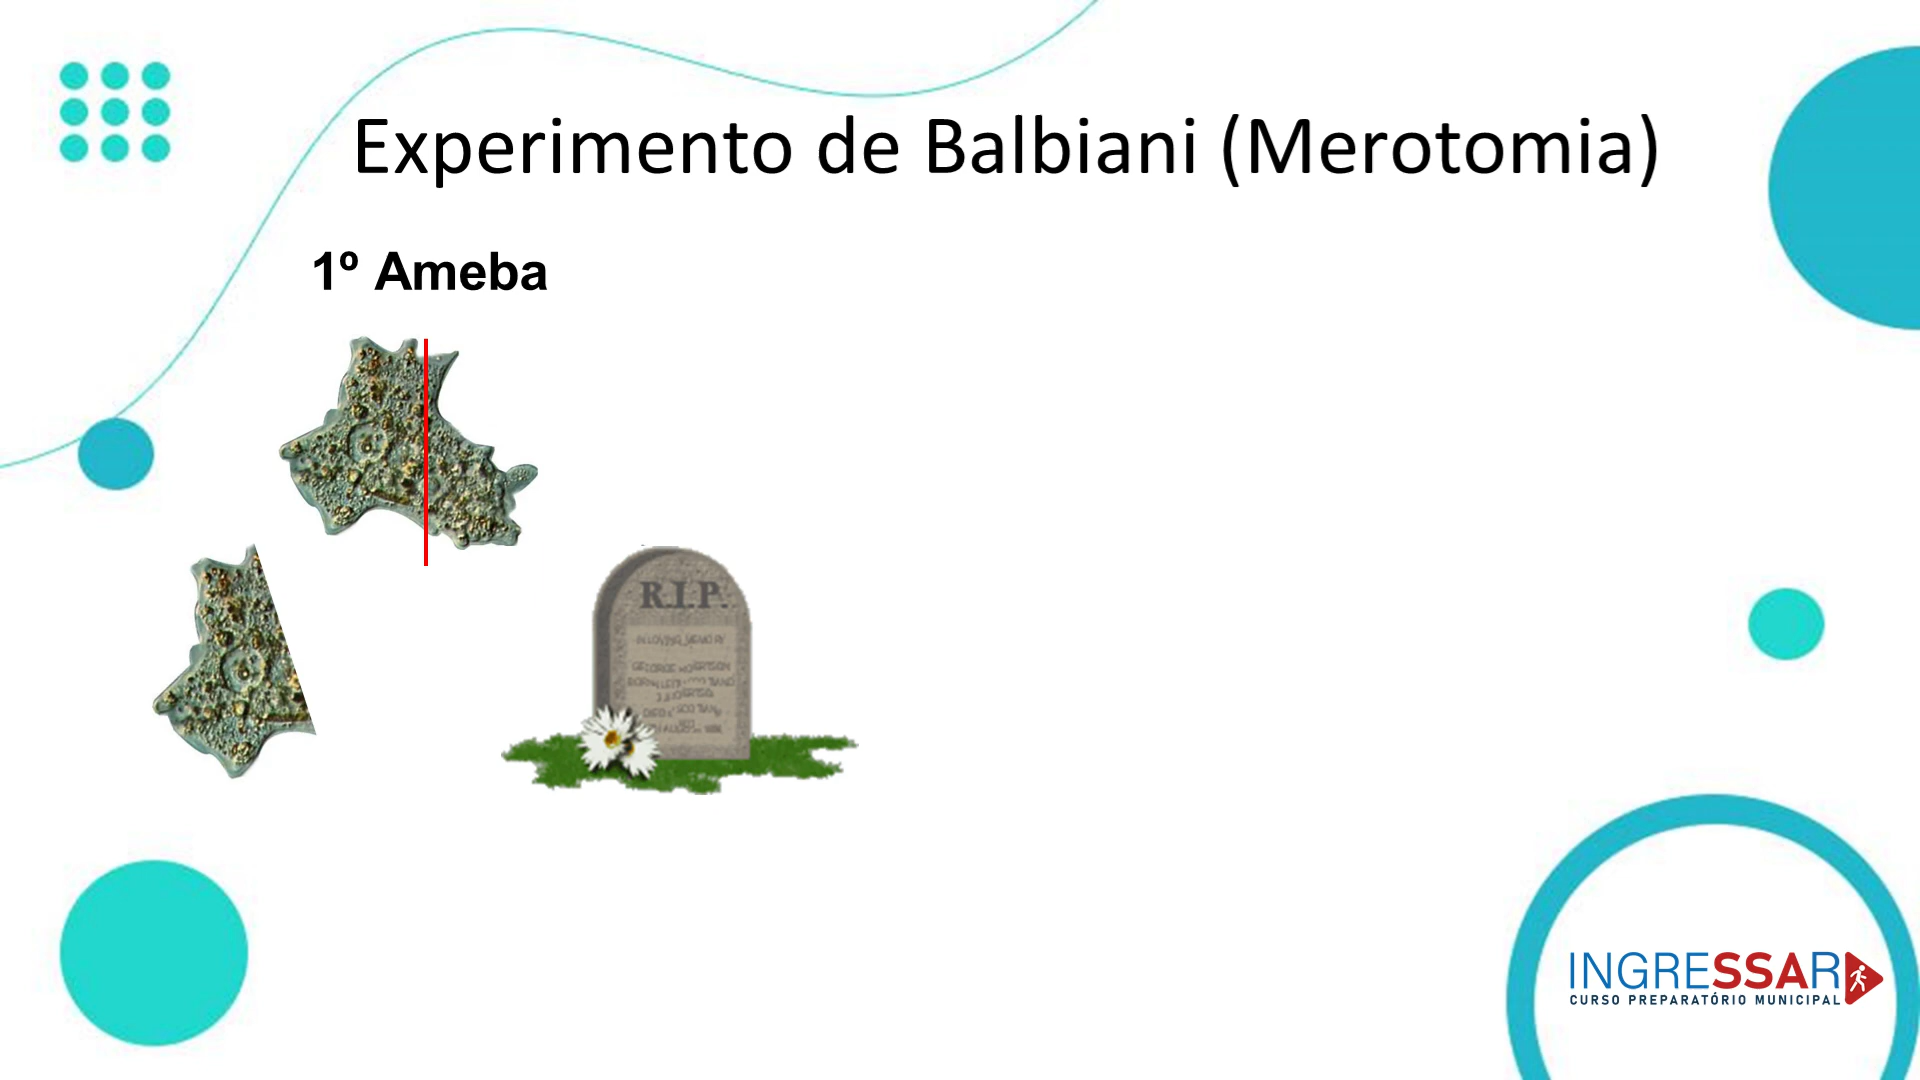 Experimento de Balbiani (Merotomia)
1º Ameba
R.I.P.
INGRESSAR
CURSO PREPARATÓRIO MUNICIPAL